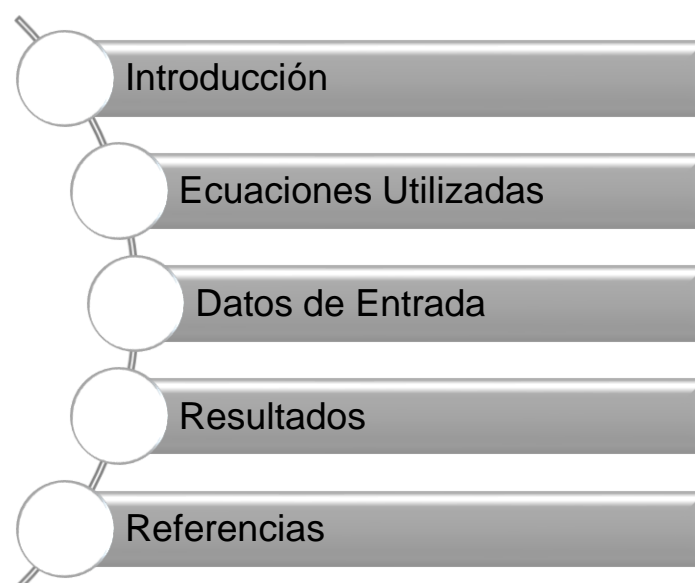 Introducción
Ecuaciones Utilizadas
Datos de Entrada
Resultados
Referencias